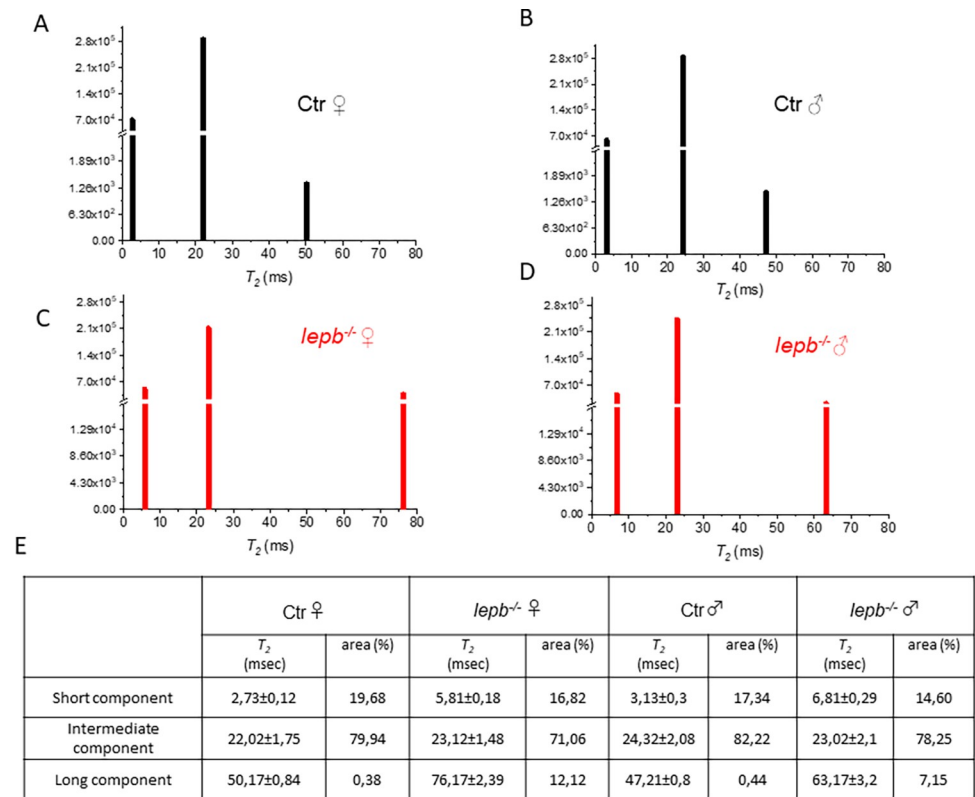 A
2.8x10⁵
2.1x10⁵
1.4x10⁵
7.0x10⁴
1.89x10³
1.26x10³
6.30x10²
0.00
0 10 20 30 40 50 60 70 80
T₂ (ms)
Ctr ♀
B
2.8x10⁵
2.1x10⁵
1.4x10⁵
7.0x10⁴
1.89x10³
1.26x10³
6.30x10²
0.00
0 10 20 30 40 50 60 70 80
T₂ (ms)
Ctr ♂
C
2.8x10⁵
2.1x10⁵
1.4x10⁵
7.0x10⁴
1.29x10⁴
8.60x10³
4.30x10³
0.00
0 10 20 30 40 50 60 70 80
T₂ (ms)
lepb⁻/⁻ ♀
D
2.8x10⁵
2.1x10⁵
1.4x10⁵
7.0x10⁴
1.29x10⁴
8.60x10³
4.30x10³
0.00
0 10 20 30 40 50 60 70 80
T₂ (ms)
lepb⁻/⁻ ♂
E
Ctr ♀ lepb⁻/⁻ ♀ Ctr ♂ lepb⁻/⁻ ♂
T₂ (msec) area (%) T₂ (msec) area (%) T₂ (msec) area (%) T₂ (msec) area (%)
Short component 2,73±0,12 19,68 5,81±0,18 16,82 3,13±0,3 17,34 6,81±0,29 14,60
Intermediate component 22,02±1,75 79,94 23,12±1,48 71,06 24,32±2,08 82,22 23,02±2,1 78,25
Long component 50,17±0,84 0,38 76,17±2,39 12,12 47,21±0,8 0,44 63,17±3,2 7,15